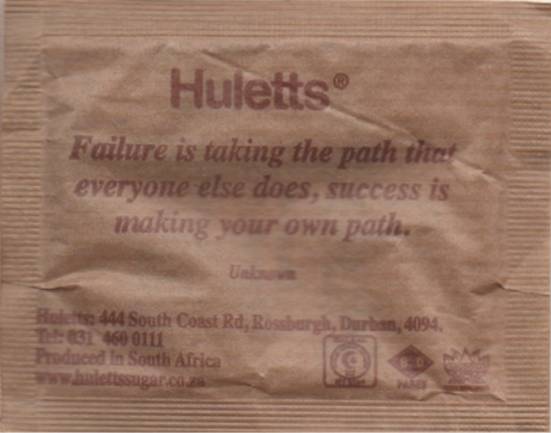 Huletts®
Failure is taking the path that
everyone else does, success is
making your own path.
Unknown
Huletts: 444 South Coast Rd, Rossburgh, Durban, 4094.
Tel: 031 460 0111
Produced in South Africa
www.hulettssugar.co.za
PAREV